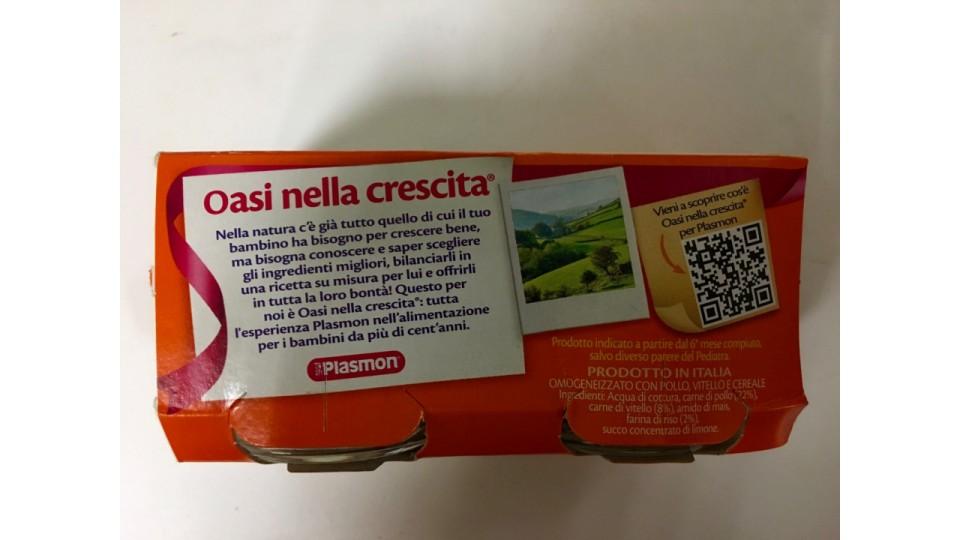 Oasi nella crescita®
Nella natura c'è già tutto quello di cui il tuo
bambino ha bisogno per crescere bene,
ma bisogna conoscere e saper scegliere
gli ingredienti migliori, bilanciarli in
una ricetta su misura per lui e offrirli
in tutta la loro bontà! Questo per
noi è Oasi nella crescita®: tutta
l'esperienza Plasmon nell'alimentazione
per i bambini da più di cent'anni.
Plasmon
Vieni a scoprire cos'è
Oasi nella crescita®
per Plasmon
Prodotto indicato a partire dal 6° mese compiuto,
salvo diverso parere del Pediatra.
PRODOTTO IN ITALIA
OMOGENEIZZATO CON POLLO, VITELLO E CEREALE
Ingredienti: Acqua di cottura, carne di pollo (22%),
carne di vitello (8%), amido di mais,
farina di riso (2%),
succo concentrato di limone.